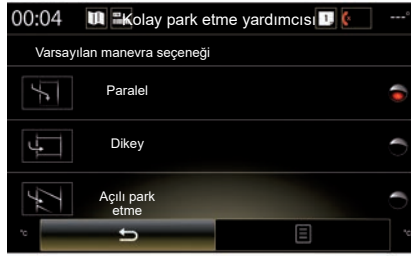 00:04 Kolay park etme yardımcısı ---°
Varsayılan manevra seçeneği
Paralel
Dikey
Açılı park
etme
°C °C